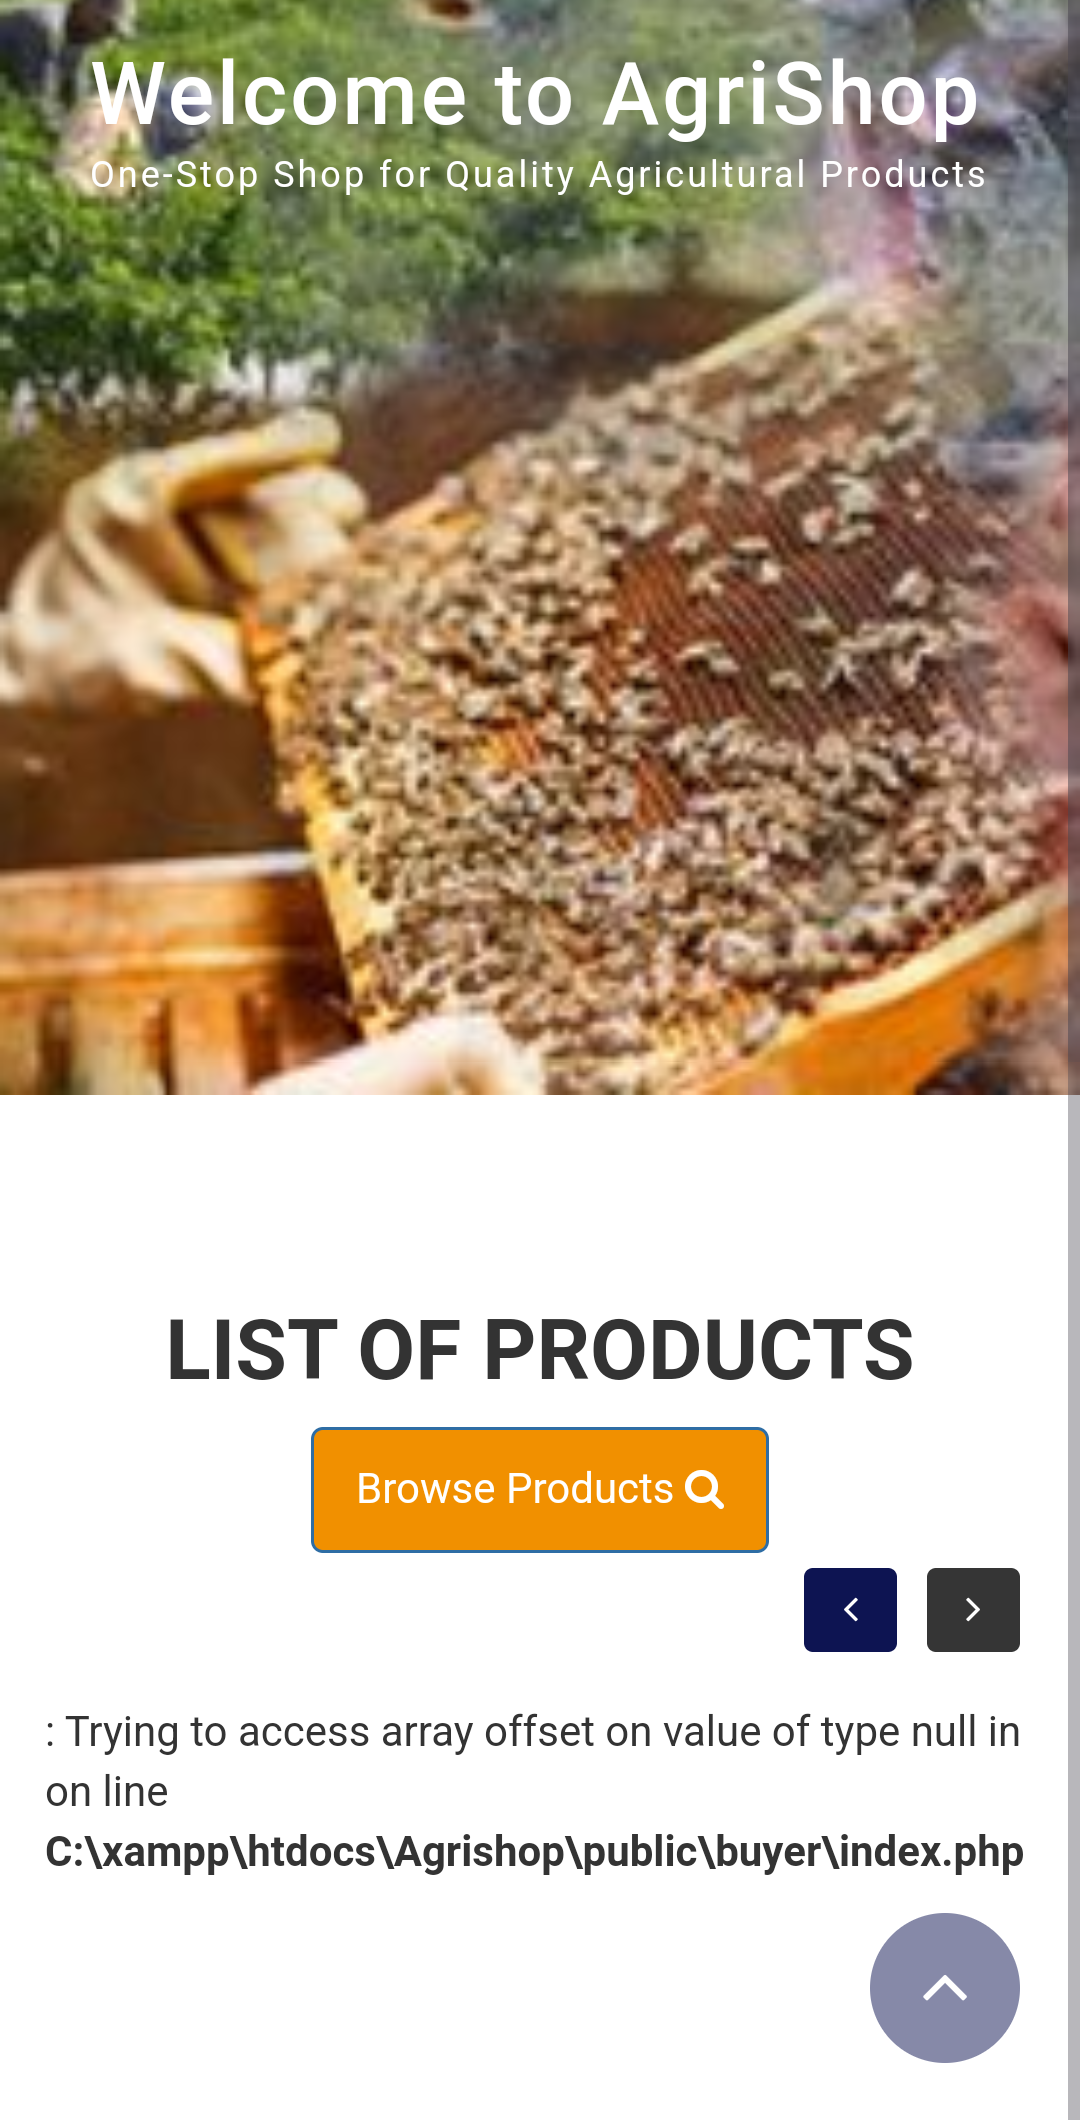 Welcome to AgriShop
One-Stop Shop for Quality Agricultural Products
LIST OF PRODUCTS
Browse Products
: Trying to access array offset on value of type null in
on line
C:\xampp\htdocs\Agrishop\public\buyer\index.php